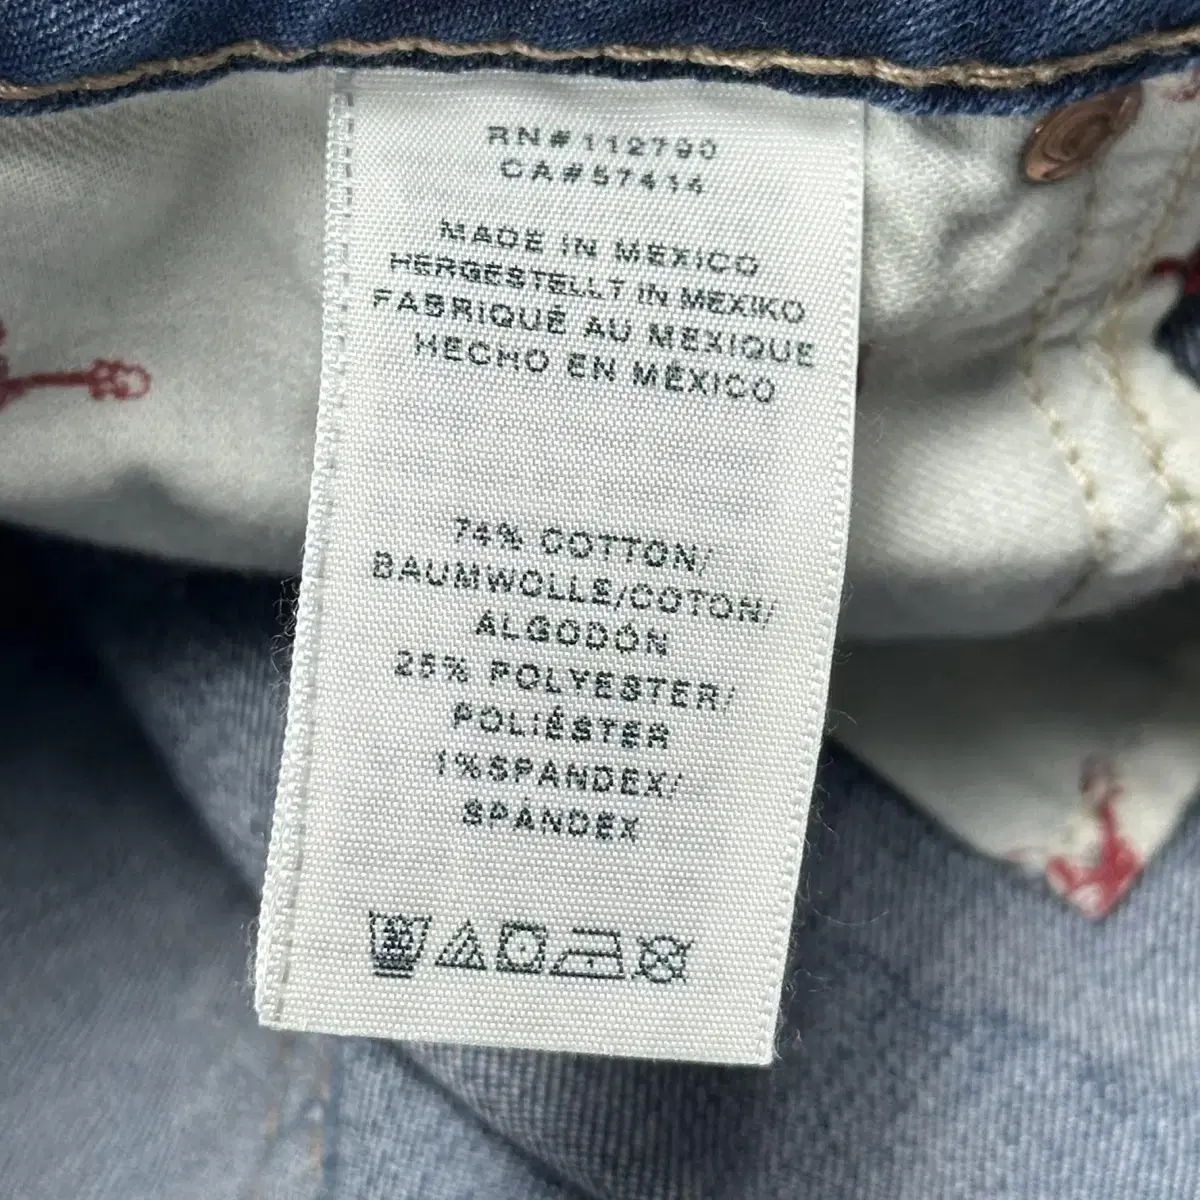 RN#112790
CA#57414
MADE IN MEXICO
HERGESTELLT IN MEXIKO
FABRIQUÉ AU MEXIQUE
HECHO EN MÉXICO
74% COTTON/
BAUMWOLLE/COTON/
ALGODÓN
25% POLYESTER/
POLIÉSTER
1%SPANDEX/
SPÁNDEX
30